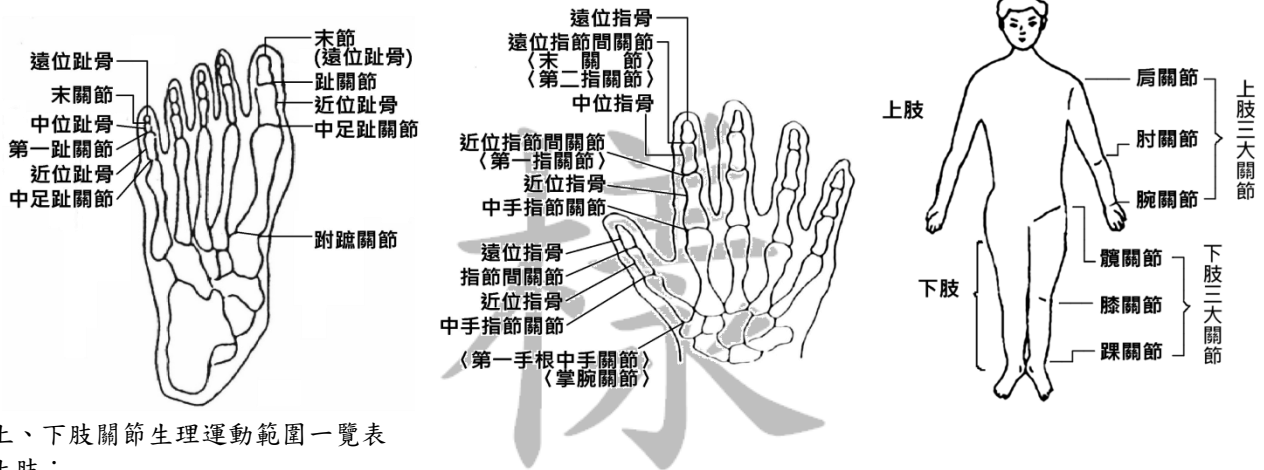 末節
(遠位趾骨)
趾關節
近位趾骨
中足趾關節
跗蹠關節
遠位趾骨
末關節
中位趾骨
第一趾關節
近位趾骨
中足趾關節
遠位指骨
遠位指節間關節
〈末 關 節〉
〈第二指關節〉
中位指骨
近位指節間關節
〈第一指關節〉
近位指骨
中手指節關節
遠位指骨
指節間關節
近位指骨
中手指節關節
〈第一手根中手關節〉
〈掌腕關節〉
樣
上肢
下肢
肩關節
肘關節
腕關節
上肢三大關節
髖關節
膝關節
踝關節
下肢三大關節
上、下肢關節生理運動範圍一覽表
上肢：